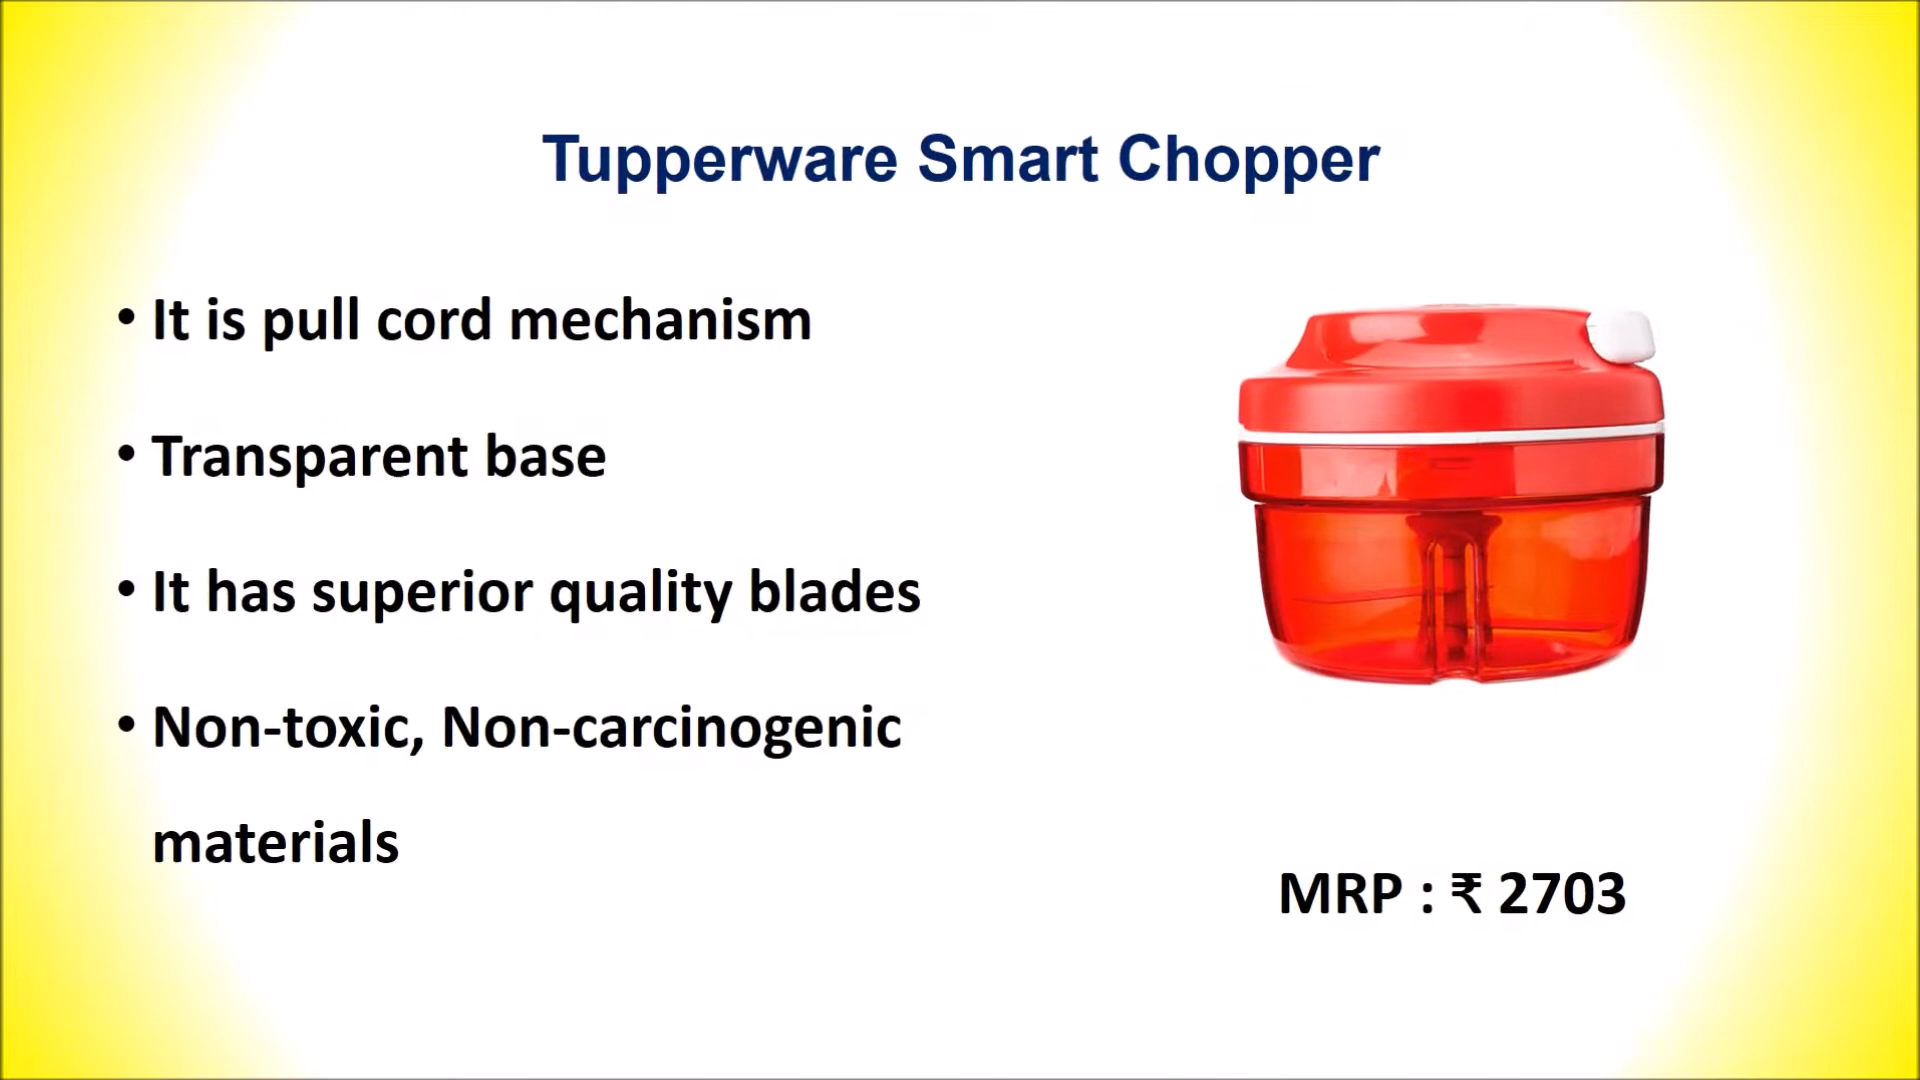 Tupperware Smart Chopper
• It is pull cord mechanism
• Transparent base
• It has superior quality blades
• Non-toxic, Non-carcinogenic
materials
MRP : ₹ 2703